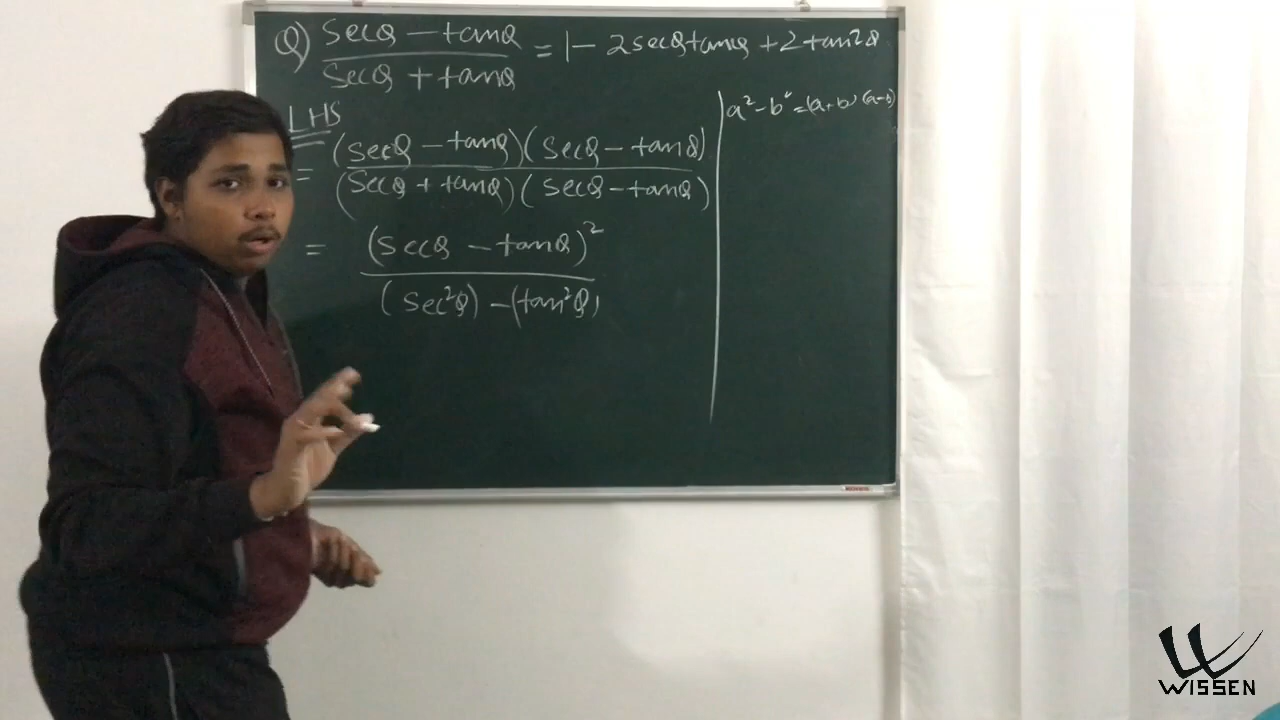 Q) secθ - tanθ / secθ + tanθ = 1 - 2secθtanθ + 2tan²θ
LHS
= (secθ - tanθ)(secθ - tanθ) / (secθ + tanθ)(secθ - tanθ)
= (secθ - tanθ)² / (sec²θ) - (tan²θ)
a² - b² = (a+b)(a-b)
WISSEN